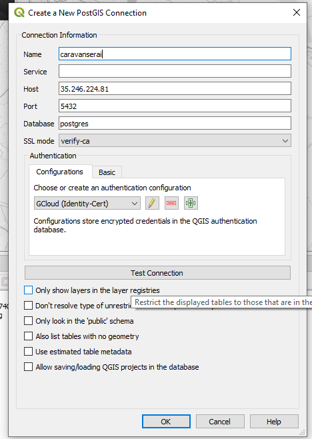 Create a New PostGIS Connection
Connection Information
Name caravanserai
Service
Host 35.246.224.81
Port 5432
Database postgres
SSL mode verify-ca
Authentication
Configurations Basic
Choose or create an authentication configuration
GCloud (Identity-Cert)
Configurations store encrypted credentials in the QGIS authentication
database.
Test Connection
Only show layers in the layer registries
Restrict the displayed tables to those that are in the
Don't resolve type of unrestri
Only look in the 'public' schema
Also list tables with no geometry
Use estimated table metadata
Allow saving/loading QGIS projects in the database
OK Cancel Help